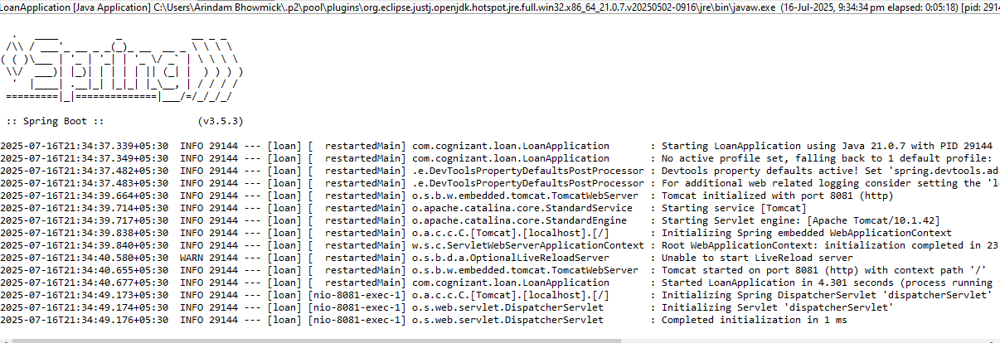 LoanApplication [Java Application] C:\Users\Arindam Bhowmick\.p2\pool\plugins\org.eclipse.justj.openjdk.hotspot.jre.full.win32.x86_64_21.0.7.v20250502-0916\jre\bin\javaw.exe (16-Jul-2025, 9:34:34 pm elapsed: 0:05:18) [pid: 2914
Spring
:: Spring Boot :: (v3.5.3)
2025-07-16T21:34:37.339+05:30 INFO 29144 --- [loan] [ restartedMain] com.cognizant.loan.LoanApplication : Starting LoanApplication using Java 21.0.7 with PID 29144
2025-07-16T21:34:37.349+05:30 INFO 29144 --- [loan] [ restartedMain] com.cognizant.loan.LoanApplication : No active profile set, falling back to 1 default profile:
2025-07-16T21:34:37.482+05:30 INFO 29144 --- [loan] [ restartedMain] .e.DevToolsPropertyDefaultsPostProcessor : Devtools property defaults active! Set 'spring.devtools.ad
2025-07-16T21:34:37.483+05:30 INFO 29144 --- [loan] [ restartedMain] .e.DevToolsPropertyDefaultsPostProcessor : For additional web related logging consider setting the 'l
2025-07-16T21:34:39.664+05:30 INFO 29144 --- [loan] [ restartedMain] o.s.b.w.embedded.tomcat.TomcatWebServer : Tomcat initialized with port 8081 (http)
2025-07-16T21:34:39.714+05:30 INFO 29144 --- [loan] [ restartedMain] o.apache.catalina.core.StandardService : Starting service [Tomcat]
2025-07-16T21:34:39.717+05:30 INFO 29144 --- [loan] [ restartedMain] o.apache.catalina.core.StandardEngine : Starting Servlet engine: [Apache Tomcat/10.1.42]
2025-07-16T21:34:39.838+05:30 INFO 29144 --- [loan] [ restartedMain] o.a.c.c.C.[Tomcat].[localhost].[/] : Initializing Spring embedded WebApplicationContext
2025-07-16T21:34:39.840+05:30 INFO 29144 --- [loan] [ restartedMain] w.s.c.ServletWebServerApplicationContext : Root WebApplicationContext: initialization completed in 23
2025-07-16T21:34:40.580+05:30 WARN 29144 --- [loan] [ restartedMain] o.s.b.d.a.OptionalLiveReloadServer : Unable to start LiveReload server
2025-07-16T21:34:40.655+05:30 INFO 29144 --- [loan] [ restartedMain] o.s.b.w.embedded.tomcat.TomcatWebServer : Tomcat started on port 8081 (http) with context path '/'
2025-07-16T21:34:40.677+05:30 INFO 29144 --- [loan] [ restartedMain] com.cognizant.loan.LoanApplication : Started LoanApplication in 4.301 seconds (process running
2025-07-16T21:34:49.173+05:30 INFO 29144 --- [loan] [nio-8081-exec-1] o.a.c.c.C.[Tomcat].[localhost].[/] : Initializing Spring DispatcherServlet 'dispatcherServlet'
2025-07-16T21:34:49.174+05:30 INFO 29144 --- [loan] [nio-8081-exec-1] o.s.web.servlet.DispatcherServlet : Initializing Servlet 'dispatcherServlet'
2025-07-16T21:34:49.176+05:30 INFO 29144 --- [loan] [nio-8081-exec-1] o.s.web.servlet.DispatcherServlet : Completed initialization in 1 ms